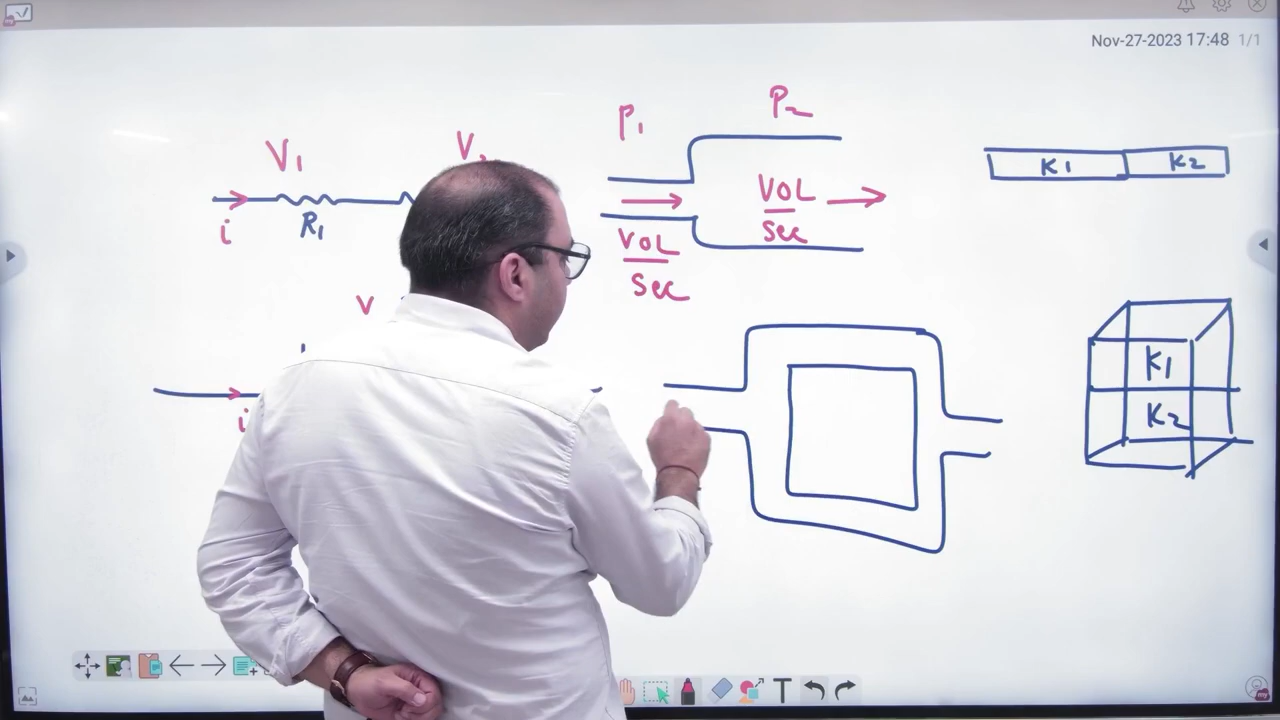 Nov-27-2023 17:48 1/1
P1
P2
V1
V
K1
K2
VOL
sec
i
R1
VOL
sec
V
K1
K2
i
T